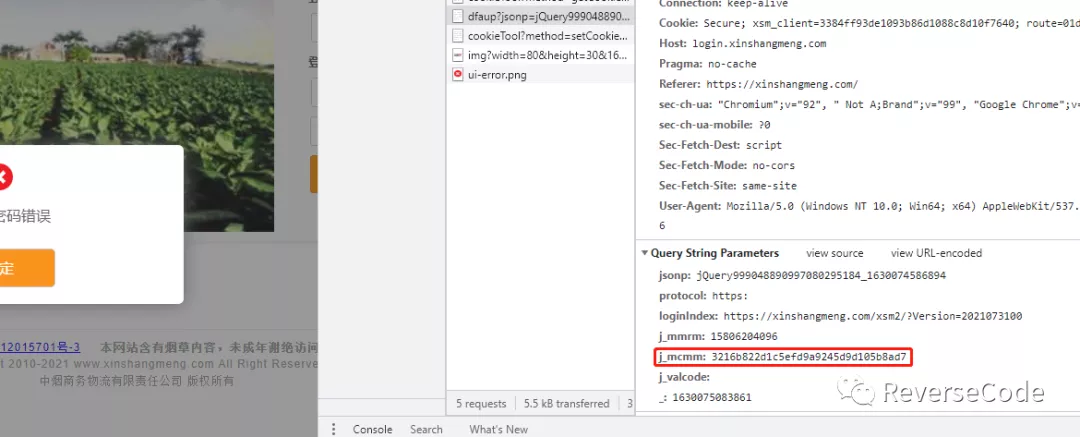 密码错误
定
12015701号-3 本网站含有烟草内容，未成年谢绝访问
2010-2021 www.xinshangmeng.com All Right Reserve
中烟商务物流有限责任公司 版权所有
dfaup?jsonp=jQuery999048890...
cookieTool?method=setCookie...
img?width=80&height=30&16...
ui-error.png
5 requests 5.5 kB transferred 3
Connection: keep-alive
Cookie: Secure; xsm_client=3384ff93de1093b86d1088c8d10f7640; route=01d
Host: login.xinshangmeng.com
Pragma: no-cache
Referer: https://xinshangmeng.com/
sec-ch-ua: "Chromium";v="92", " Not A;Brand";v="99", "Google Chrome";v=
sec-ch-ua-mobile: ?0
Sec-Fetch-Dest: script
Sec-Fetch-Mode: no-cors
Sec-Fetch-Site: same-site
User-Agent: Mozilla/5.0 (Windows NT 10.0; Win64; x64) AppleWebKit/537.
6
Query String Parameters view source view URL-encoded
jsonp: jQuery999048890997080295184_1630074586894
protocol: https:
loginIndex: https://xinshangmeng.com/xsm2/?Version=2021073100
j_mmrm: 15806204096
j_mcmm: 3216b822d1c5efd9a9245d9d105b8ad7
j_valcode:
_: 1630075083861
ReverseCode
Console Search What's New